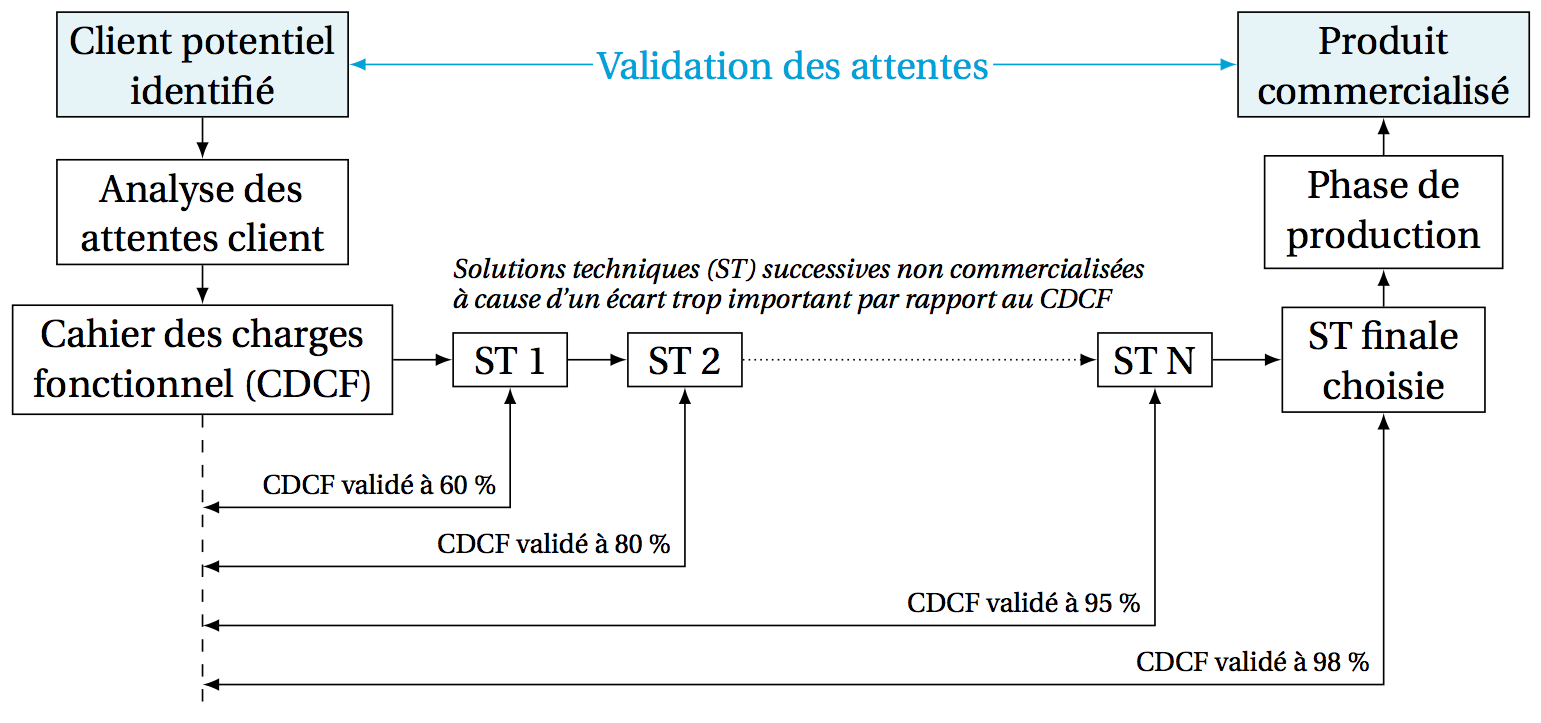 Client potentiel
identifié
Validation des attentes
Produit
commercialisé
Analyse des
attentes client
Phase de
production
Solutions techniques (ST) successives non commercialisées
à cause d'un écart trop important par rapport au CDCF
Cahier des charges
fonctionnel (CDCF)
ST 1
ST 2
ST N
ST finale
choisie
CDCF validé à 60 %
CDCF validé à 80 %
CDCF validé à 95 %
CDCF validé à 98 %